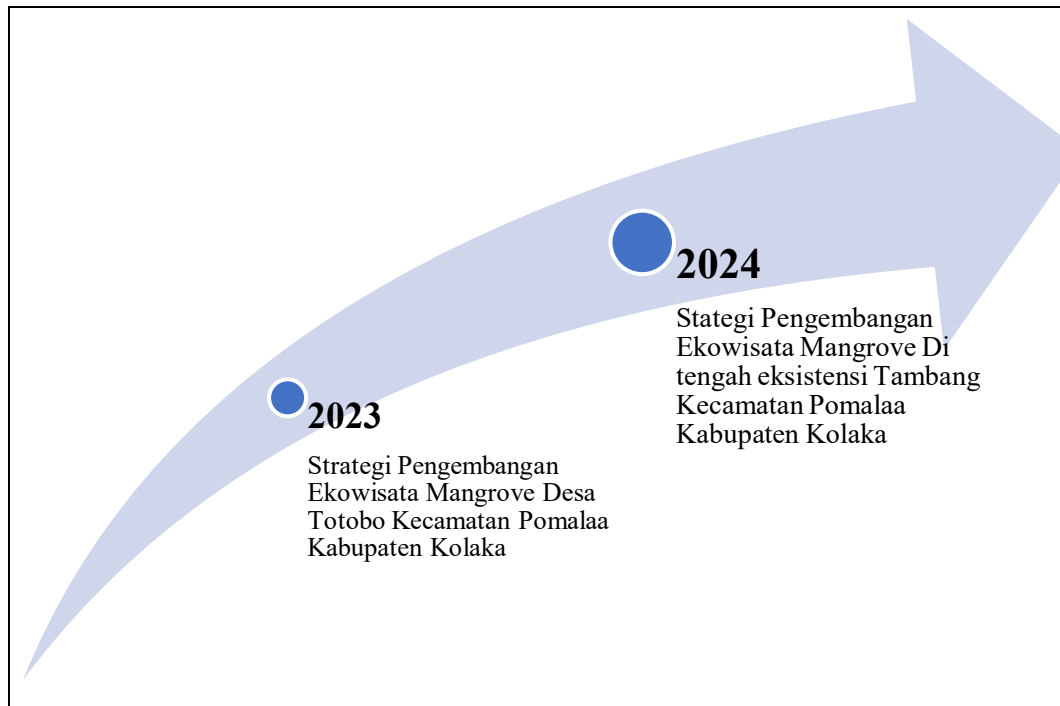 2023
Strategi Pengembangan
Ekowisata Mangrove Desa
Totobo Kecamatan Pomalaa
Kabupaten Kolaka
2024
Stategi Pengembangan
Ekowisata Mangrove Di
tengah eksistensi Tambang
Kecamatan Pomalaa
Kabupaten Kolaka